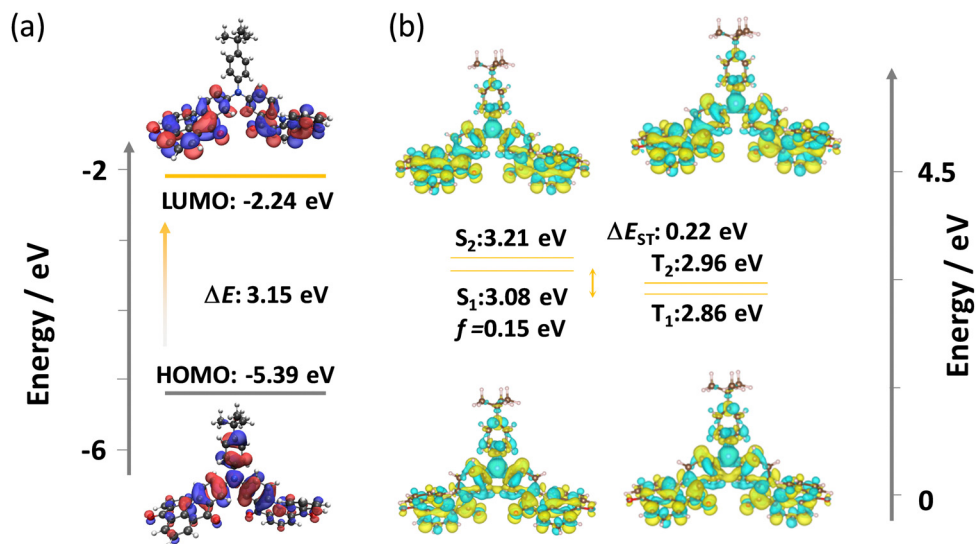 (a)
(b)
-2
LUMO: -2.24 eV
ΔE: 3.15 eV
HOMO: -5.39 eV
-6
Energy / eV
S2:3.21 eV
S1:3.08 eV
f =0.15 eV
ΔEST: 0.22 eV
T2:2.96 eV
T1:2.86 eV
4.5
Energy / eV
0